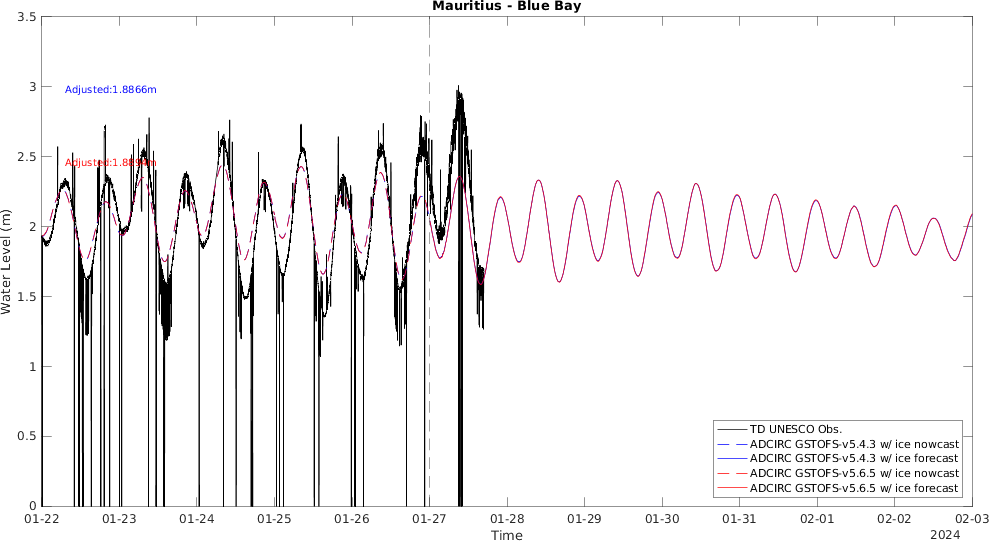 Mauritius - Blue Bay
3.5
3
2.5
2
1.5
1
0.5
0
Water Level (m)
Adjusted:1.8866m
TD UNESCO Obs.
ADCIRC GSTOFS-v5.4.3 w/ ice nowcast
ADCIRC GSTOFS-v5.4.3 w/ ice forecast
ADCIRC GSTOFS-v5.6.5 w/ ice nowcast
ADCIRC GSTOFS-v5.6.5 w/ ice forecast
01-22 01-23 01-24 01-25 01-26 01-27 01-28 01-29 01-30 01-31 02-01 02-02 02-03
Time
2024